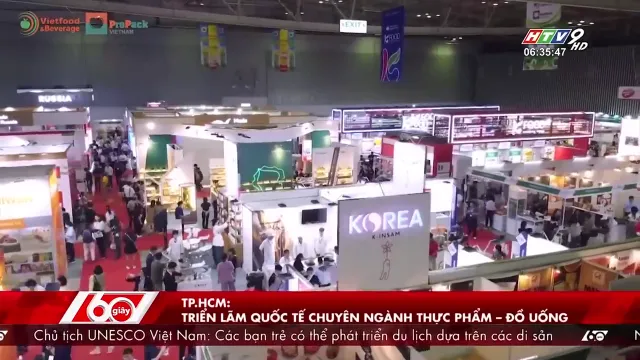 Vietfood
& Beverage
ProPack
VIETNAM
HTV9
HD
06:35:47
RUSSIA
KOREA
K-INSAM
60
giây
TP.HCM:
TRIỂN LÃM QUỐC TẾ CHUYÊN NGÀNH THỰC PHẨM – ĐỒ UỐNG
Chủ tịch UNESCO Việt Nam: Các bạn trẻ có thể phát triển du lịch dựa trên các di sản